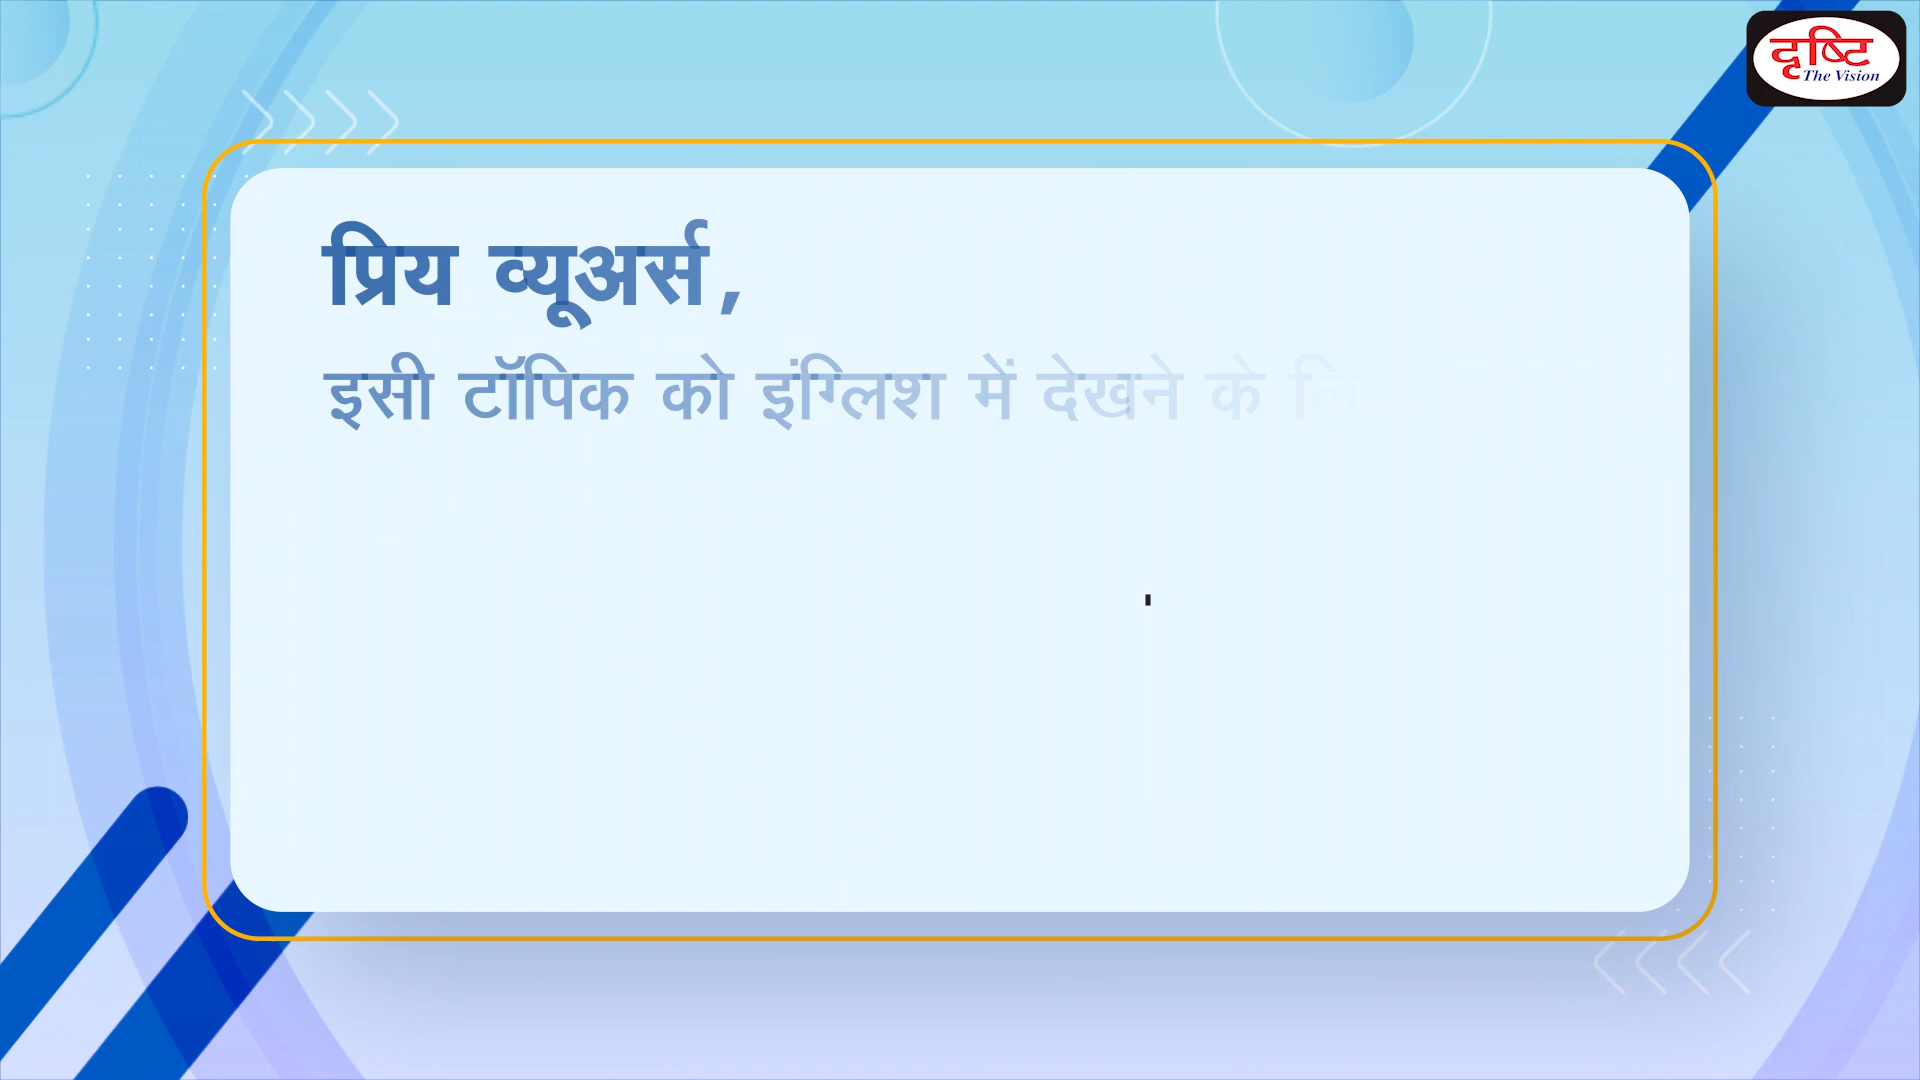 दृष्टि
The Vision
प्रिय व्यूअर्स,
इसी टॉपिक को इंग्लिश में देखने के